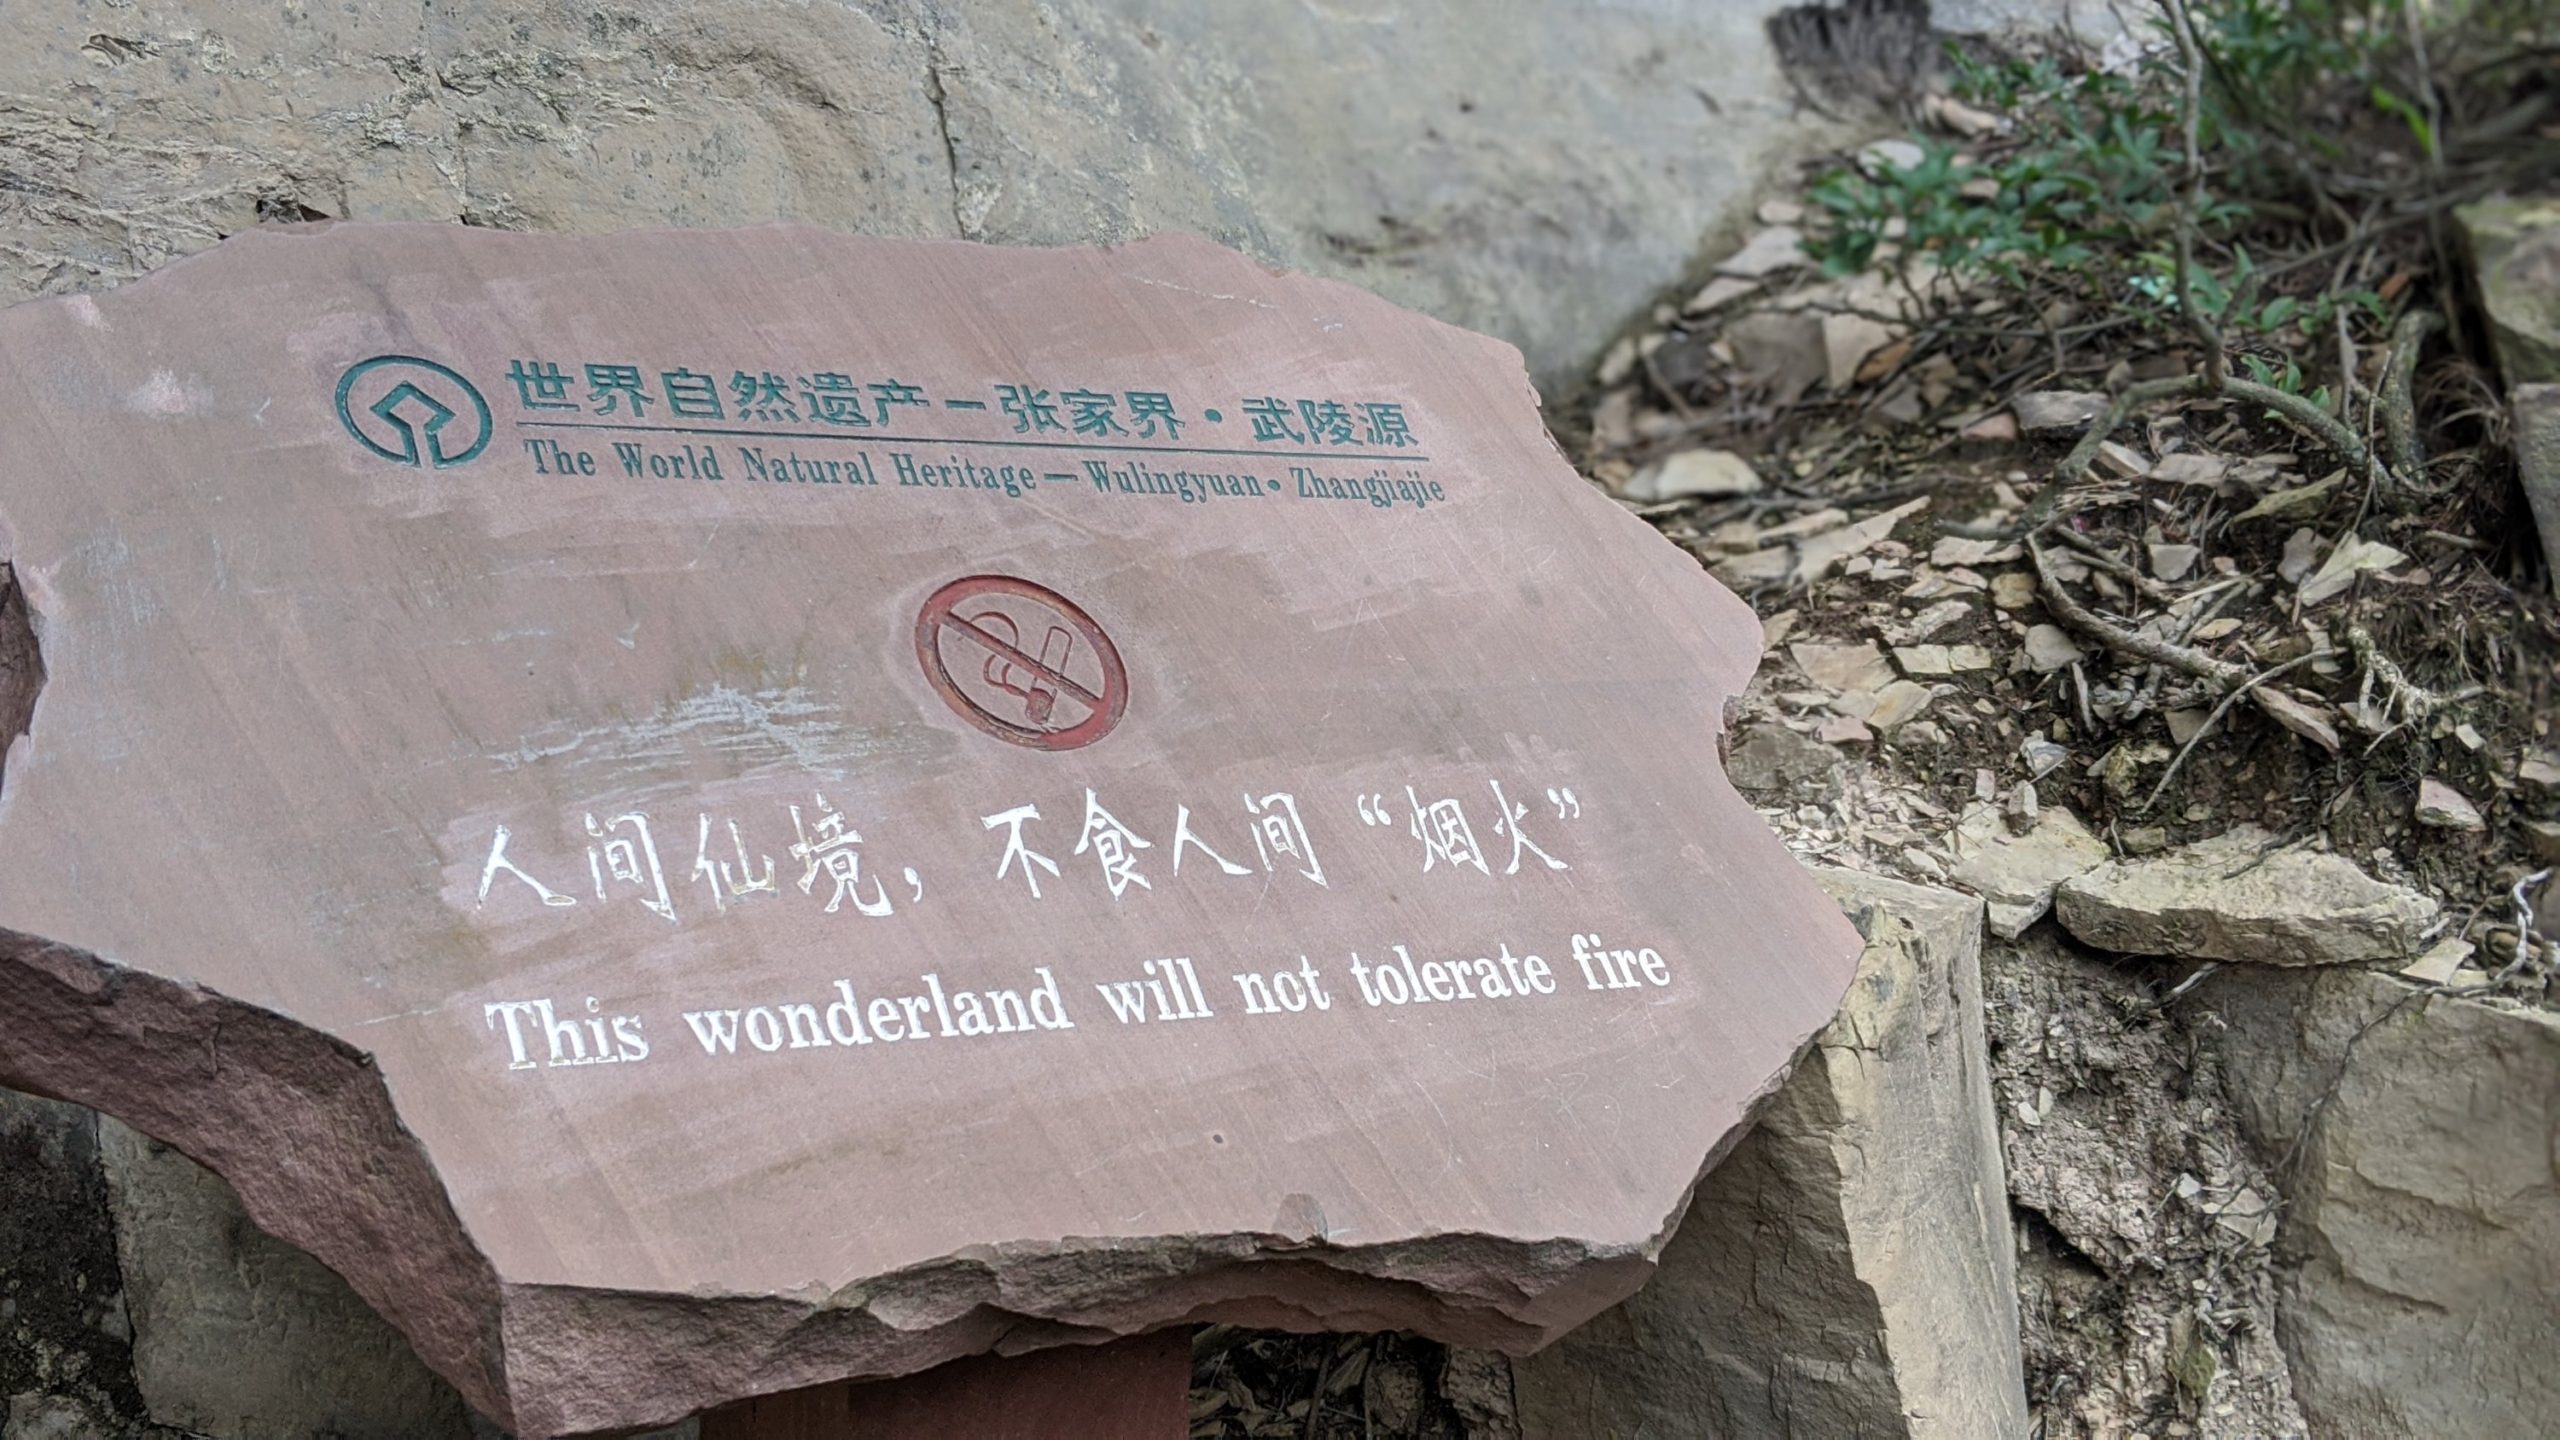 世界自然遗产－张家界·武陵源
The World Natural Heritage—Wulingyuan•Zhangjiajie
人间仙境，不食人间“烟火”
This wonderland will not tolerate fire